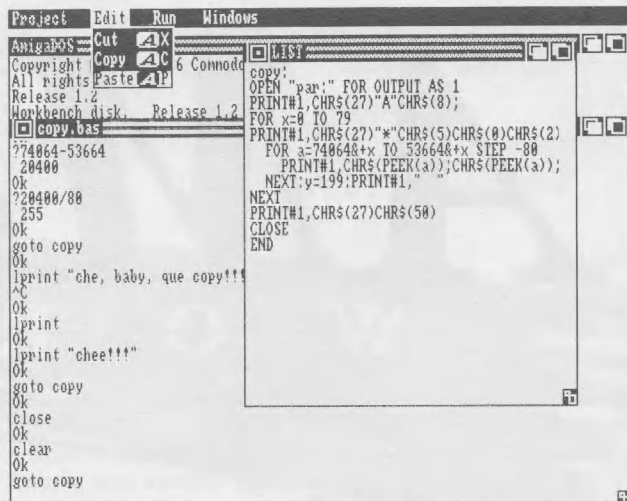 Project Edit Run Windows
Cut AX
Copy AC
Paste AP
AmigaDOS
Copyright 6 Commodo
All rights
Release 1.2
Workbench disk. Release 1.2
copy.bas
?74064-53664
20400
Ok
?20400/80
255
Ok
goto copy
Ok
lprint "che, baby, que copy!!!
^C
Ok
lprint
Ok
lprint "chee!!!"
Ok
goto copy
Ok
close
Ok
clear
Ok
goto copy
LIST
copy:
OPEN "par:" FOR OUTPUT AS 1
PRINT#1,CHR$(27)"A"CHR$(8);
FOR x=0 TO 79
PRINT#1,CHR$(27)"*"CHR$(5)CHR$(0)CHR$(2)
FOR a=74064&+x TO 53664&+x STEP -80
PRINT#1,CHR$(PEEK(a));CHR$(PEEK(a));
NEXT:y=199:PRINT#1," "
NEXT
PRINT#1,CHR$(27)CHR$(50)
CLOSE
END